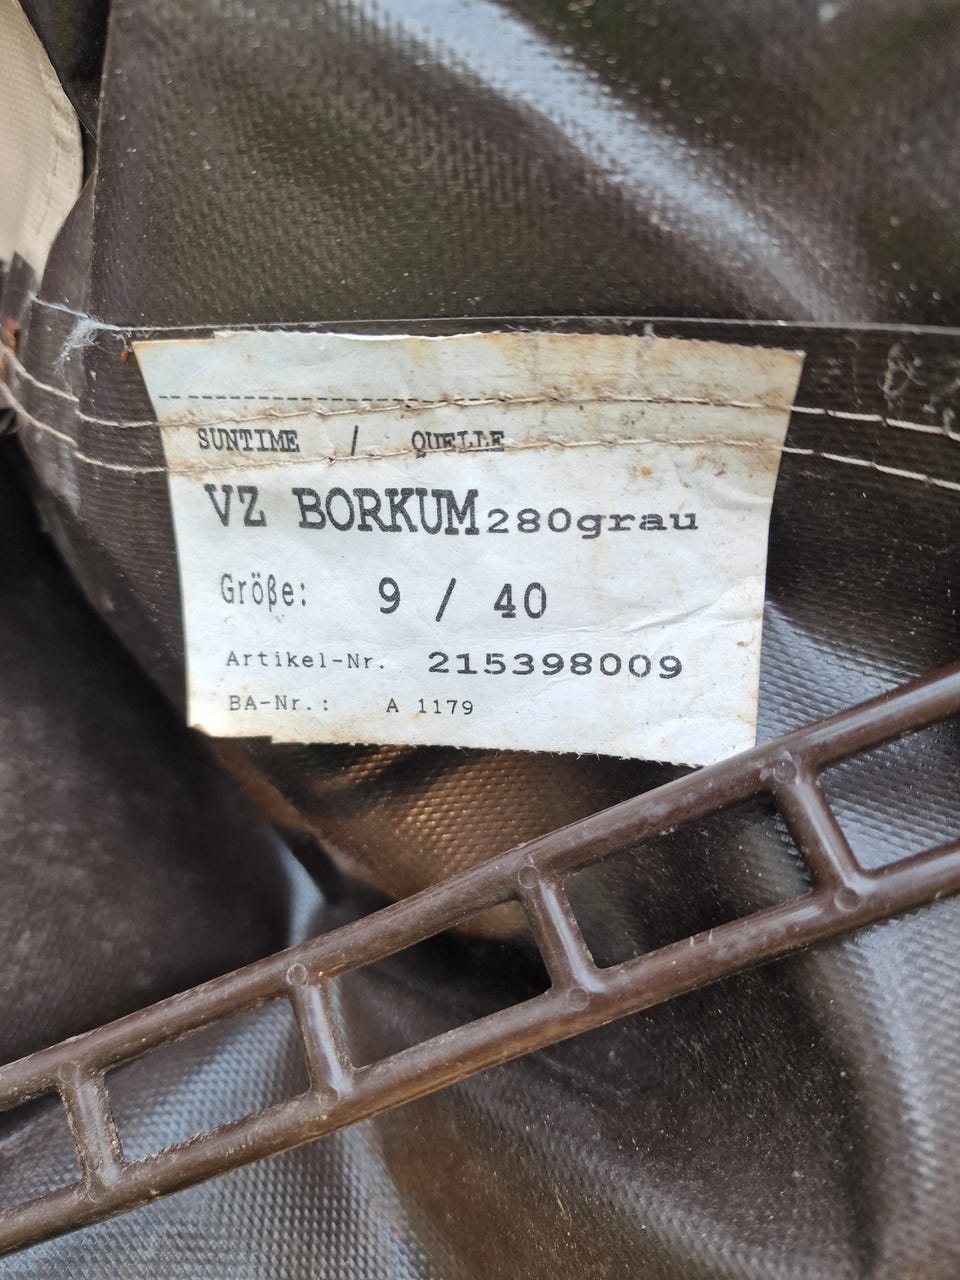 SUNTIME / QUELLE
VZ BORKUM 280grau
Größe: 9 / 40
Artikel-Nr. 215398009
BA-Nr.: A 1179